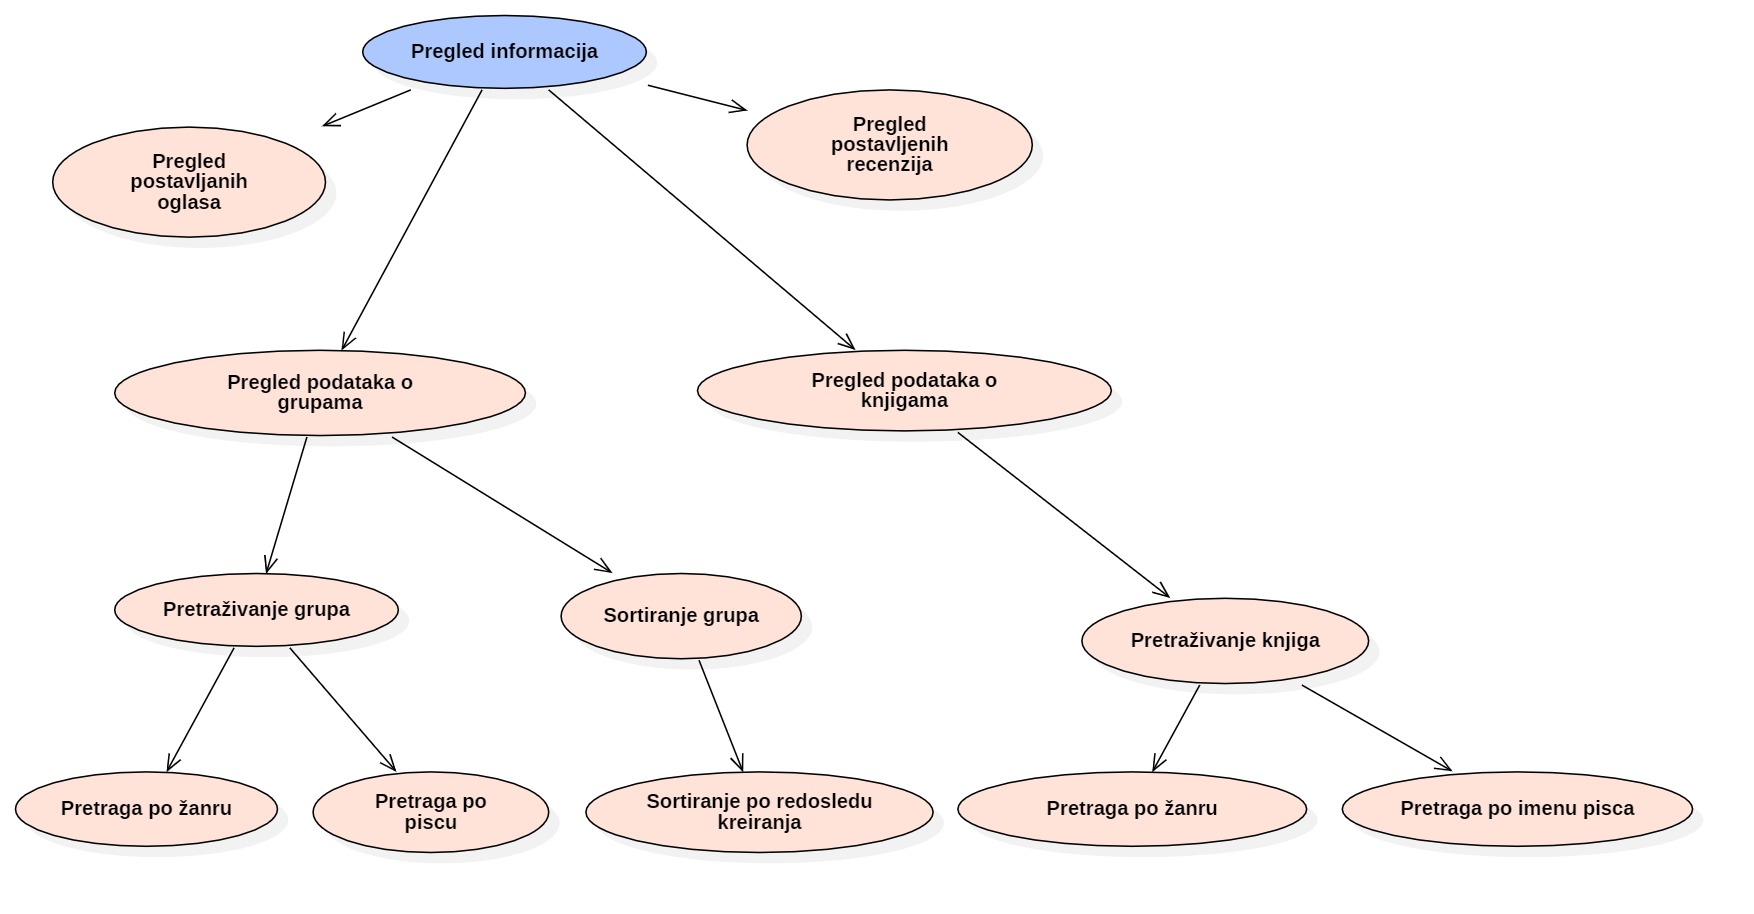 Pregled informacija
Pregled
postavljenih
recenzija
Pregled
postavljanih
oglasa
Pregled podataka o
grupama
Pregled podataka o
knjigama
Pretraživanje grupa
Sortiranje grupa
Pretraživanje knjiga
Pretraga po žanru
Pretraga po
piscu
Sortiranje po redosledu
kreiranja
Pretraga po žanru
Pretraga po imenu pisca